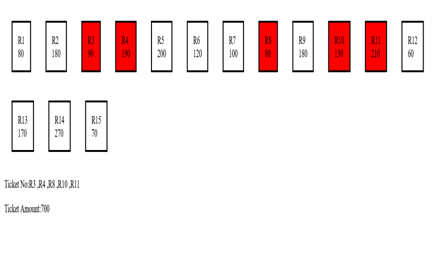 R1 R2 R3 R4 R5 R6 R7 R8 R9 R10 R11 R12
80 180 90 190 200 120 100 180 210 60
R13 R14 R15
170 270 70
Ticket No:R3 ,R4 ,R8 ,R10 ,R11
Ticket Amount:700